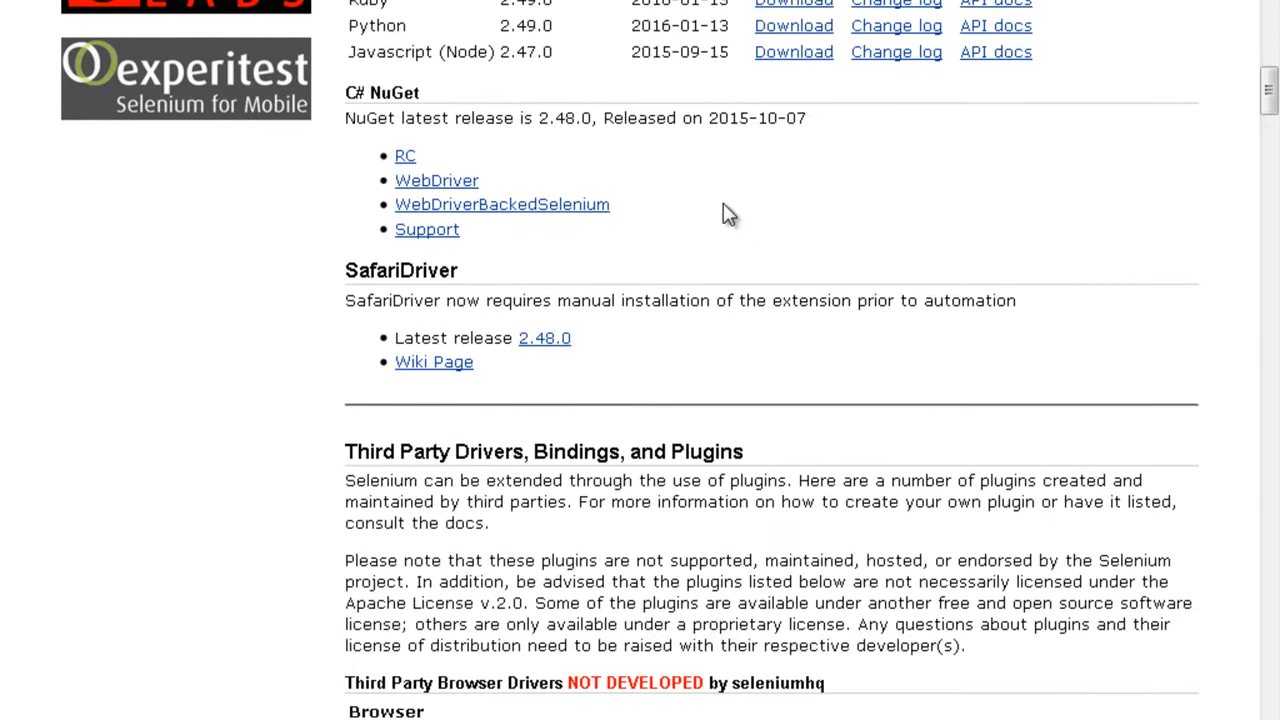 LABS
Ruby 2.49.0 2016-01-13 Download Change log API docs
Python 2.49.0 2016-01-13 Download Change log API docs
Javascript (Node) 2.47.0 2015-09-15 Download Change log API docs
experitest
Selenium for Mobile
C# NuGet
NuGet latest release is 2.48.0, Released on 2015-10-07
RC
WebDriver
WebDriverBackedSelenium
Support
SafariDriver
SafariDriver now requires manual installation of the extension prior to automation
Latest release 2.48.0
Wiki Page
Third Party Drivers, Bindings, and Plugins
Selenium can be extended through the use of plugins. Here are a number of plugins created and
maintained by third parties. For more information on how to create your own plugin or have it listed,
consult the docs.
Please note that these plugins are not supported, maintained, hosted, or endorsed by the Selenium
project. In addition, be advised that the plugins listed below are not necessarily licensed under the
Apache License v.2.0. Some of the plugins are available under another free and open source software
license; others are only available under a proprietary license. Any questions about plugins and their
license of distribution need to be raised with their respective developer(s).
Third Party Browser Drivers NOT DEVELOPED by seleniumhq
Browser